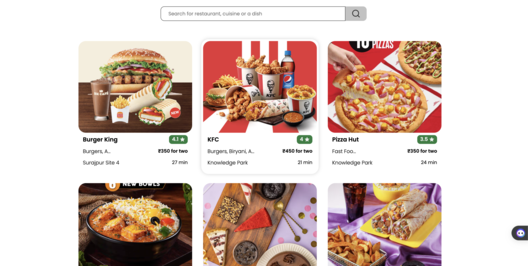 Search for restaurant, cuisine or a dish
10 PIZZAS
Burger King
4.1 ★
Burgers, A..
₹350 for two
Surajpur Site 4
27 min
KFC
4 ★
Burgers, Biryani, A..
₹450 for two
Knowledge Park
21 min
Pizza Hut
3.5 ★
Fast Foo..
₹350 for two
Knowledge Park
24 min
NEW BOWLS